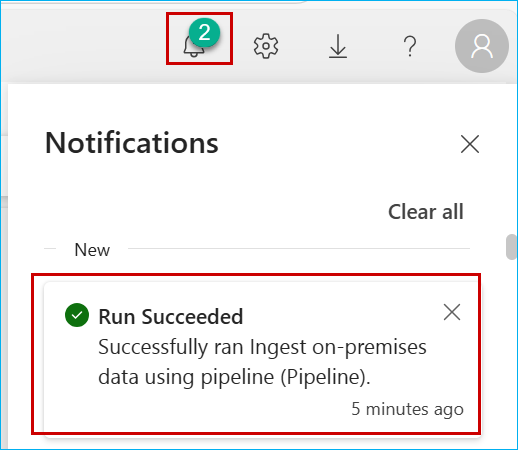 2
?
Notifications
Clear all
New
Run Succeeded
Successfully ran Ingest on-premises
data using pipeline (Pipeline).
5 minutes ago